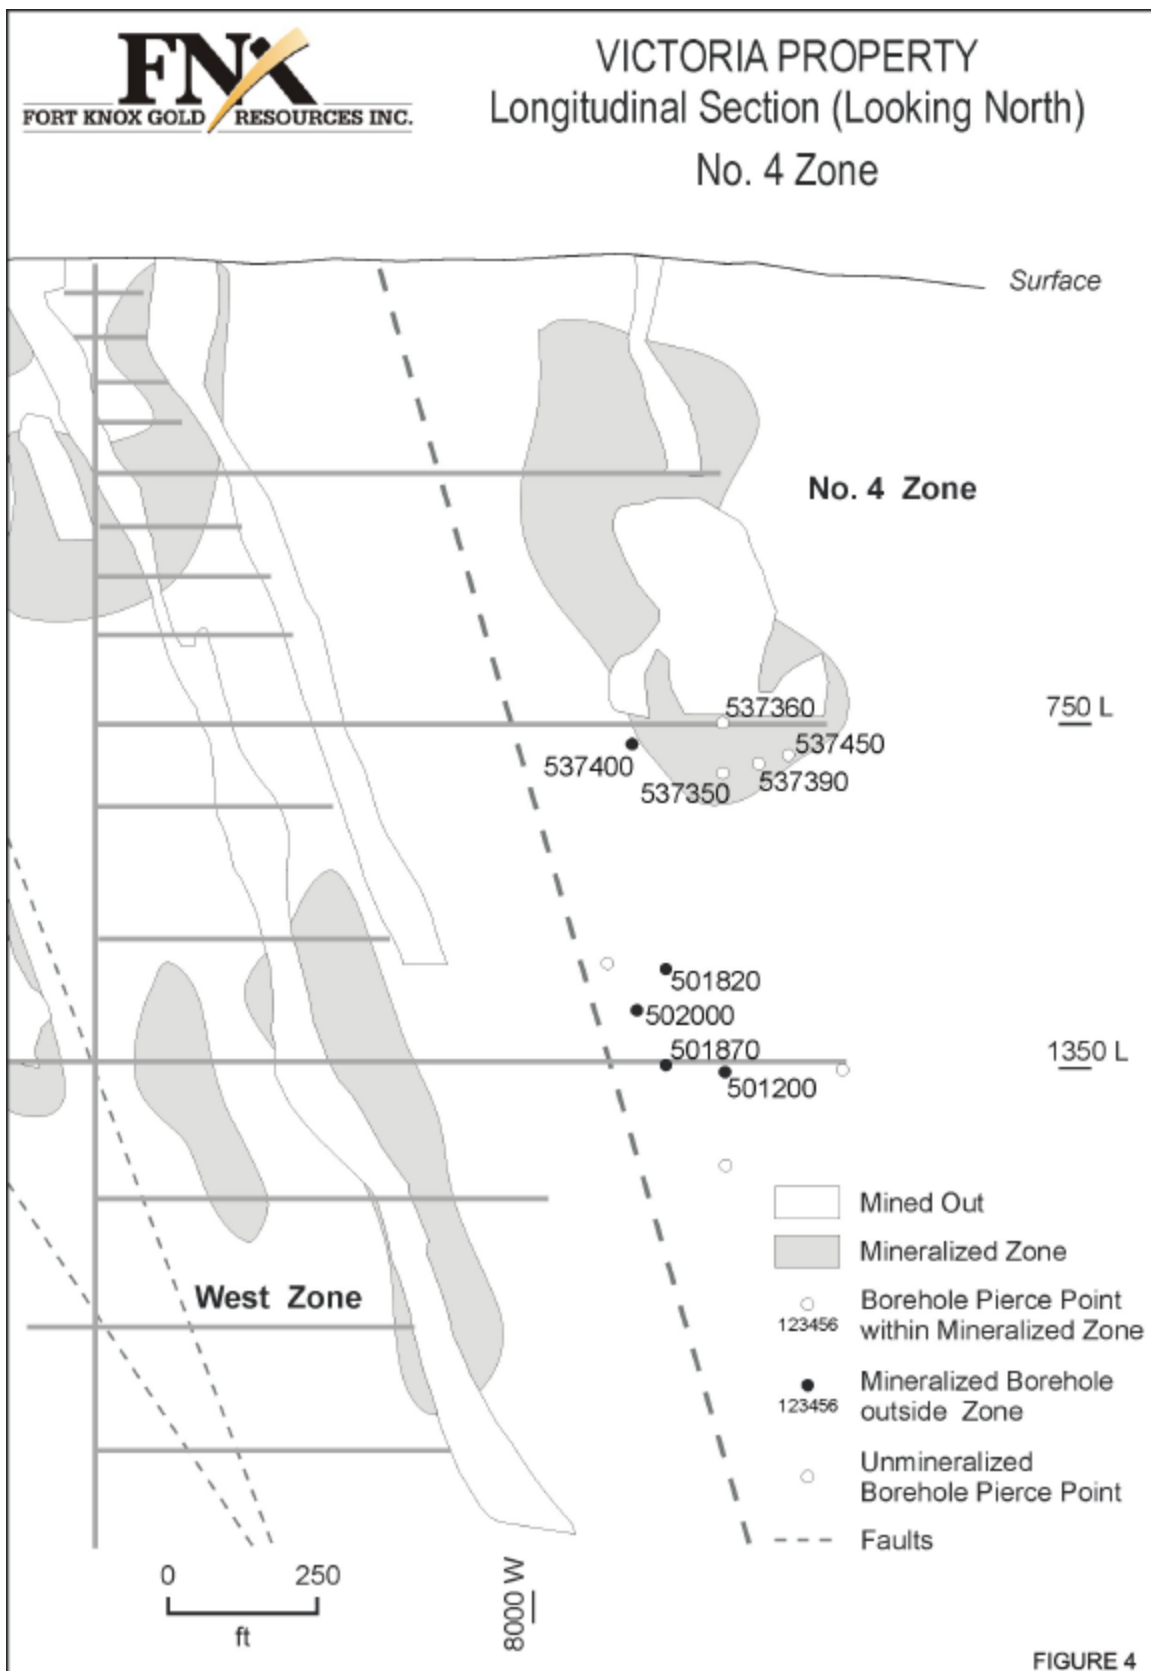 FNX
FORT KNOX GOLD RESOURCES INC.
VICTORIA PROPERTY
Longitudinal Section (Looking North)
No. 4 Zone
Surface
No. 4 Zone
537360
750 L
537450
537400
537350
537390
501820
502000
501870
1350 L
501200
Mined Out
Mineralized Zone
West Zone
Borehole Pierce Point
123456
within Mineralized Zone
Mineralized Borehole
123456
outside Zone
Unmineralized
Borehole Pierce Point
Faults
0 250
ft
8000 W
FIGURE 4